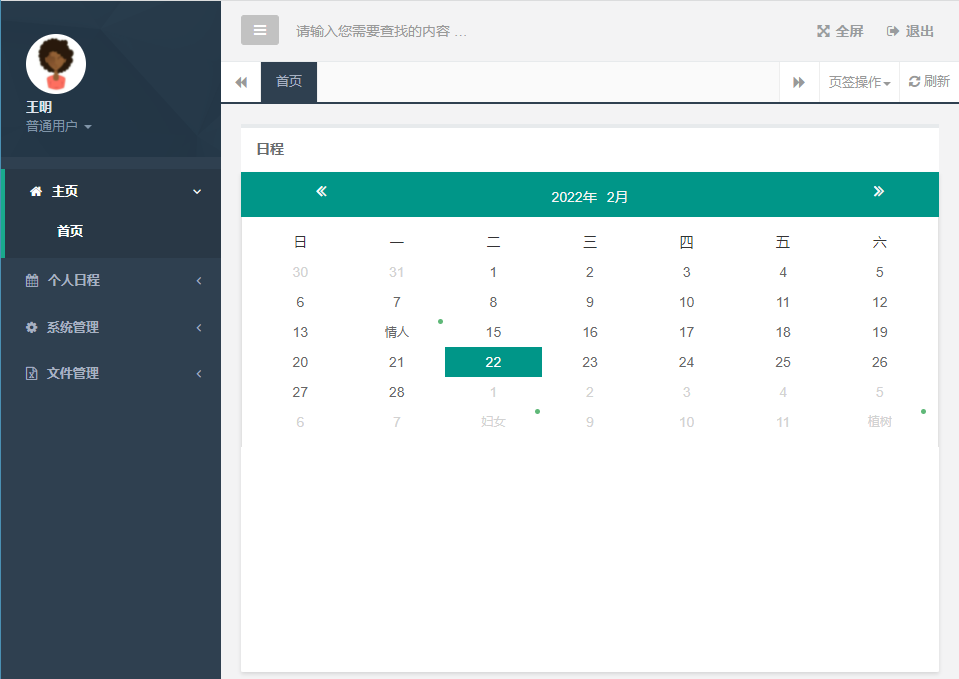 请输入您需要查找的内容 …
全屏 退出
首页 页签操作 刷新
王明
普通用户
主页
首页
个人日程
系统管理
文件管理
日程
2022年 2月
日 一 二 三 四 五 六
30 31 1 2 3 4 5
6 7 8 9 10 11 12
13 情人 15 16 17 18 19
20 21 22 23 24 25 26
27 28 1 2 3 4 5
6 7 妇女 9 10 11 植树